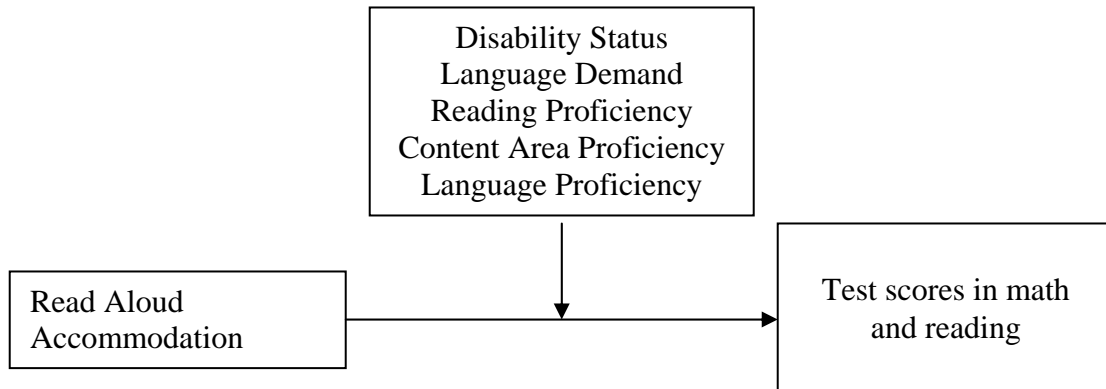 Disability Status
Language Demand
Reading Proficiency
Content Area Proficiency
Language Proficiency
Read Aloud
Accommodation
Test scores in math
and reading